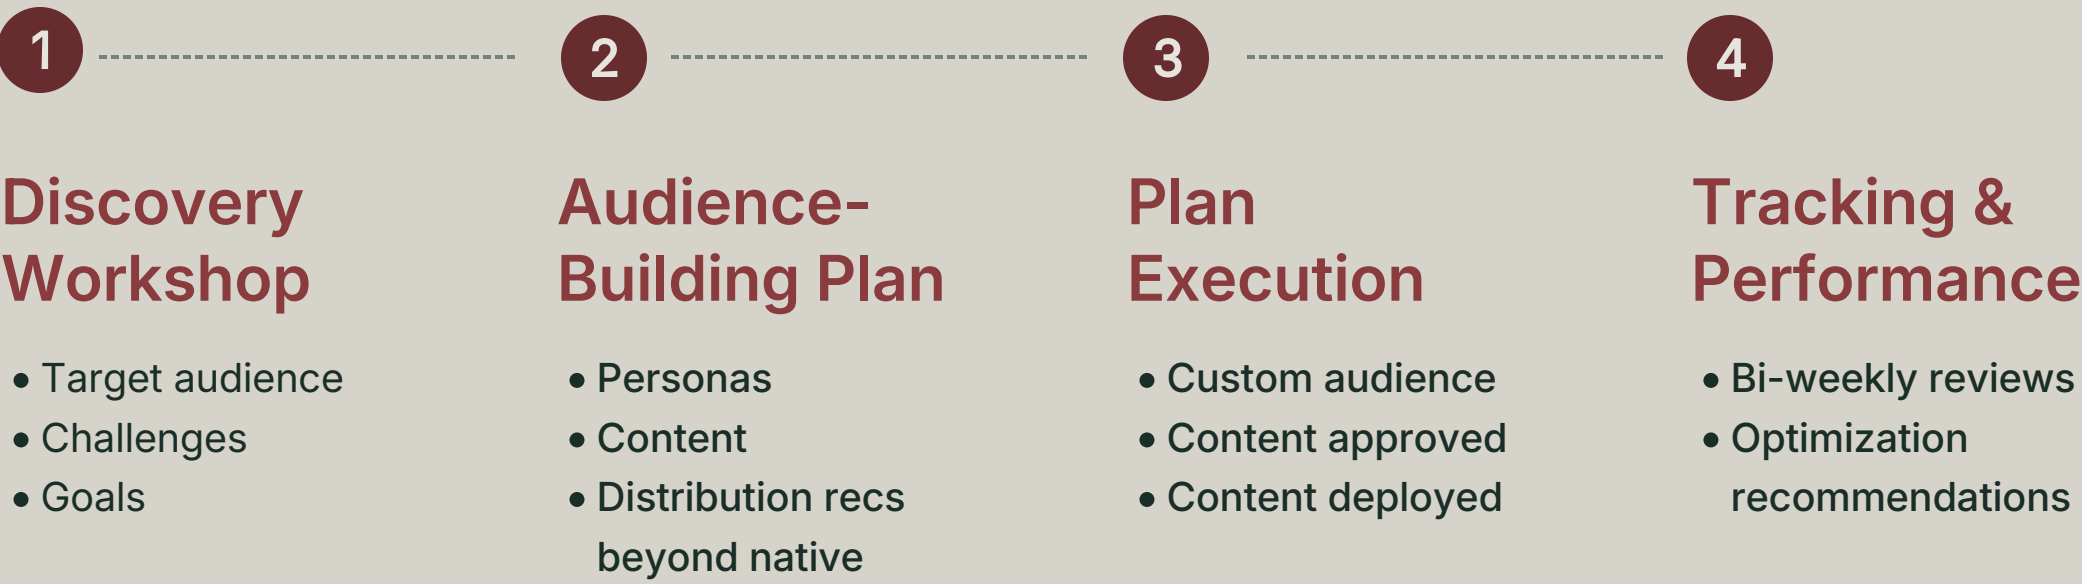 1
2
3
4
Discovery
Workshop
• Target audience
• Challenges
• Goals
Audience-
Building Plan
• Personas
• Content
• Distribution recs
beyond native
Plan
Execution
• Custom audience
• Content approved
• Content deployed
Tracking &
Performance
• Bi-weekly reviews
• Optimization
recommendations